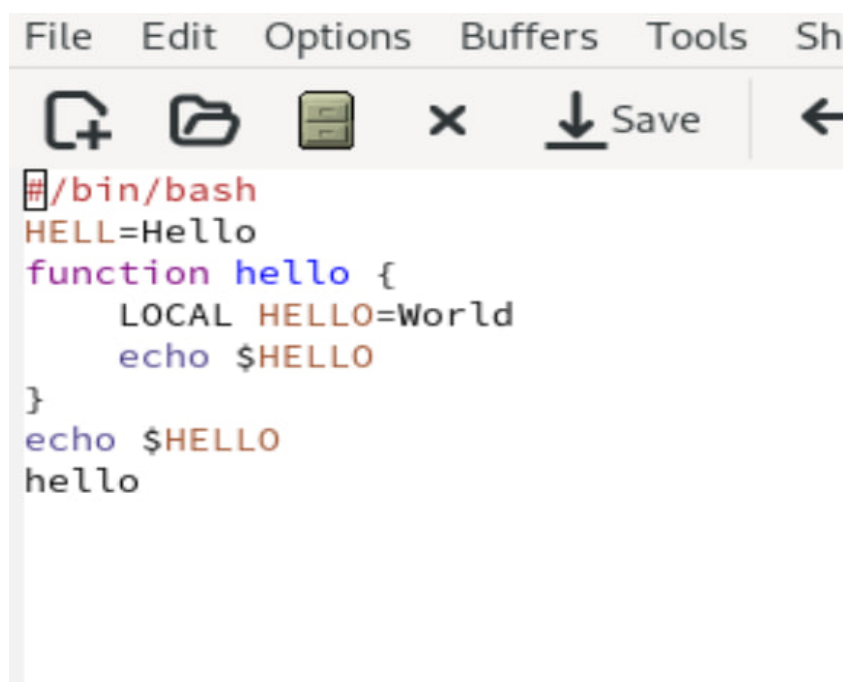 File Edit Options Buffers Tools Sh
Save
#/bin/bash
HELL=Hello
function hello {
    LOCAL HELLO=World
    echo $HELLO
}
echo $HELLO
hello